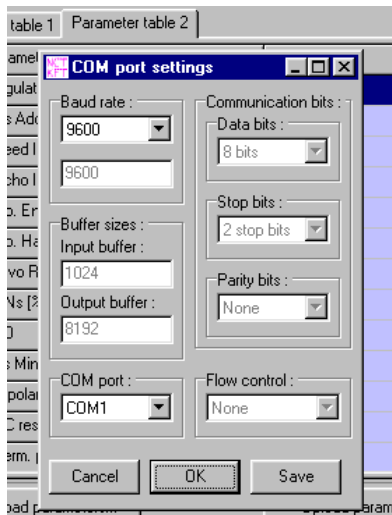 table 1 Parameter table 2
NCT
KFT
COM port settings
Baud rate :
9600
9600
Communication bits :
Data bits :
8 bits
Stop bits :
2 stop bits
Parity bits :
None
Buffer sizes :
Input buffer :
1024
Output buffer :
8192
COM port :
COM1
Flow control :
None
Cancel OK Save